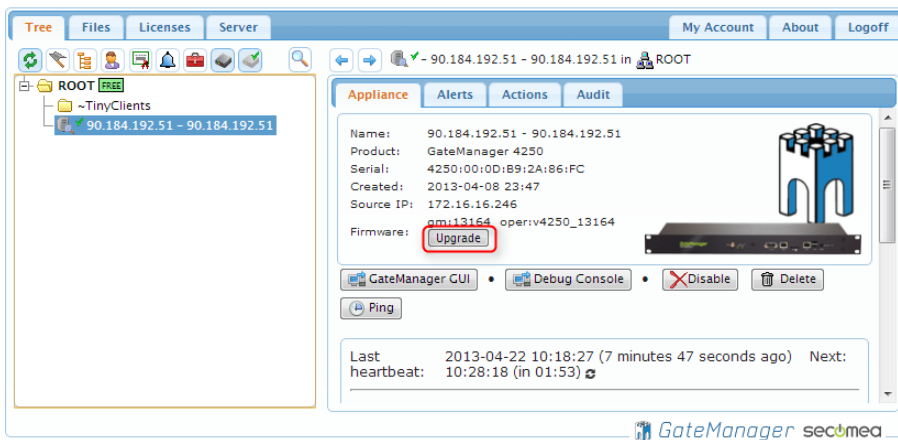 Tree Files Licenses Server My Account About Logoff
- 90.184.192.51 - 90.184.192.51 in ROOT
ROOT FREE
~TinyClients
90.184.192.51 - 90.184.192.51
Appliance Alerts Actions Audit
Name: 90.184.192.51 - 90.184.192.51
Product: GateManager 4250
Serial: 4250:00:0D:B9:2A:86:FC
Created: 2013-04-08 23:47
Source IP: 172.16.16.246
Firmware: gm:13164 oper:v4250_13164
Upgrade
GateManager GUI • Debug Console • Disable Delete
Ping
Last heartbeat: 2013-04-22 10:18:27 (7 minutes 47 seconds ago) Next:
10:28:18 (in 01:53)
GateManager secomea